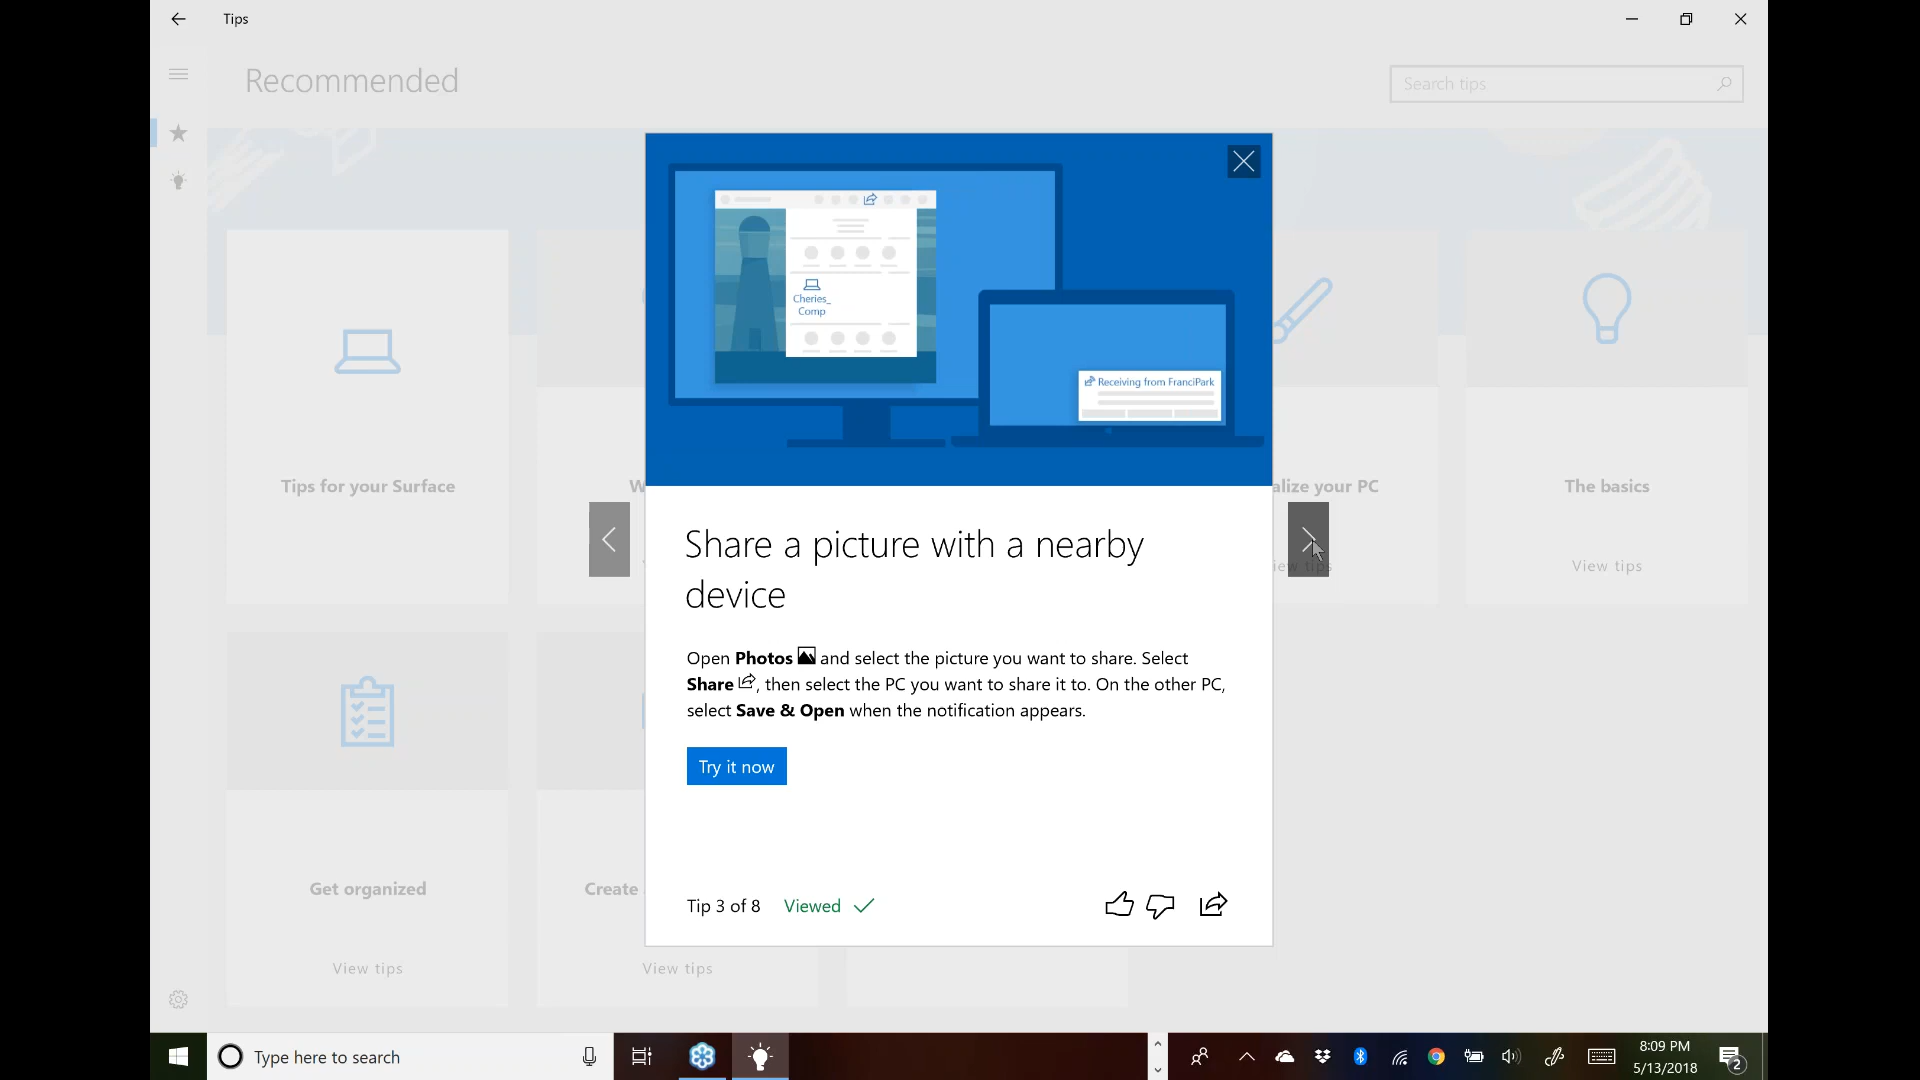 Tips
Recommended
Search tips
Cheries_
Comp
Receiving from FranciPark
Tips for your Surface
W
alize your PC
The basics
iew tips
View tips
Share a picture with a nearby
device
Open Photos and select the picture you want to share. Select
Share, then select the PC you want to share it to. On the other PC,
select Save & Open when the notification appears.
Try it now
Get organized
Create
Tip 3 of 8 Viewed
View tips
View tips
Type here to search
8:09 PM
5/13/2018
2